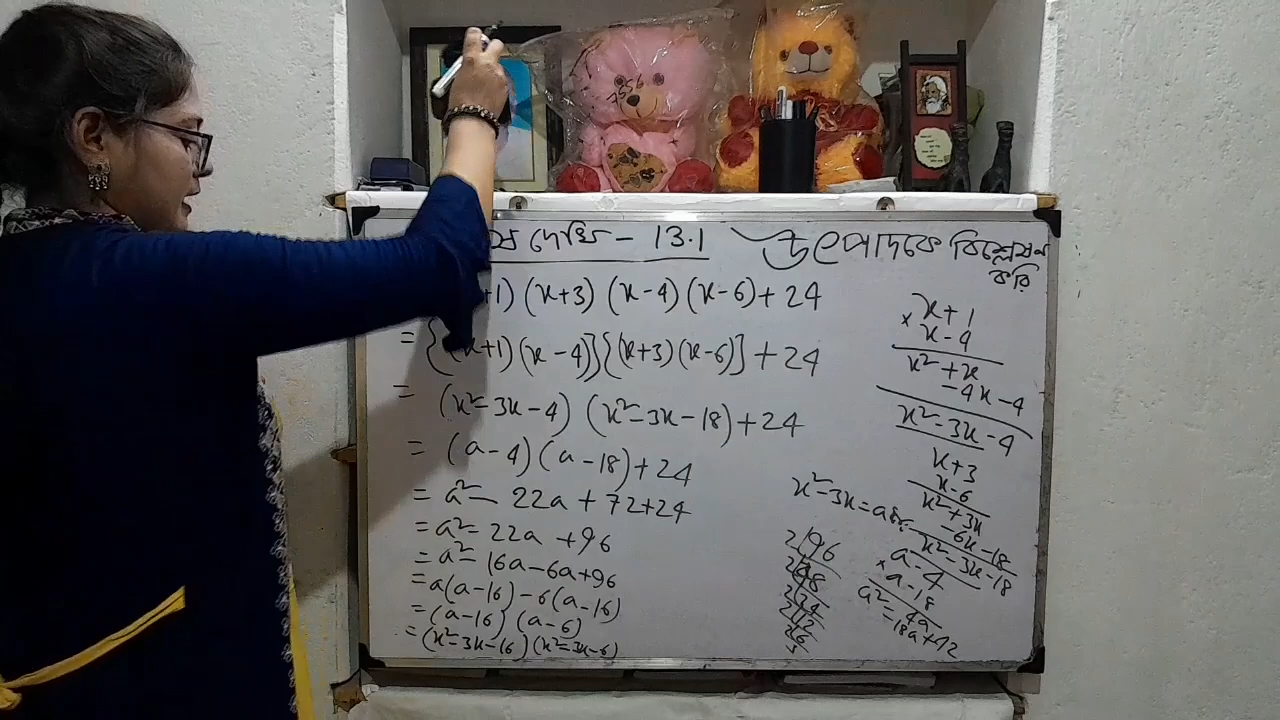 দেখি – 13.1
উৎপাদকে বিশ্লেষণ
করি
+1) (x+3) (x-4) (x-6) + 24
= {(x+1) (x-4)} {(x+3) (x-6)} + 24
= (x²-3x-4) (x²-3x-18) + 24
= (a-4) (a-18) + 24
= a² - 22a + 72+24
= a² - 22a + 96
= a² - 16a - 6a + 96
= a(a-16) - 6(a-16)
= (a-16) (a-6)
= (x²-3x-16) (x²-3x-6)
x+1
× x-4
x² + x
-4x-4
x²-3x-4
x+3
x-6
x²+3x
-6x-18
x²-3x-18
x²-3x=a
2|96
2|48
2|24
2|12
2|6
3
a-4
× a-18
a²-4a
-18a+72